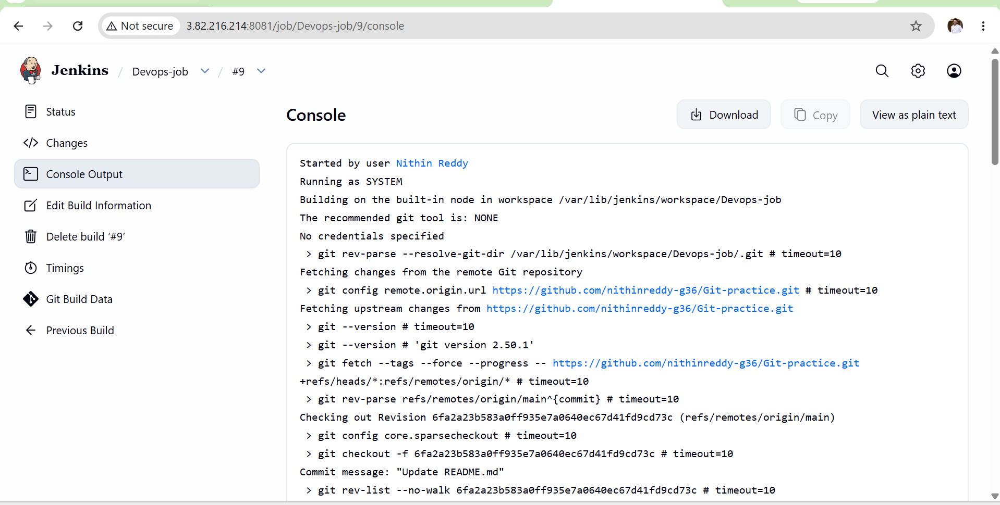 Not secure 3.82.216.214:8081/job/Devops-job/9/console
Jenkins / Devops-job / #9
Status
Changes
Console Output
Edit Build Information
Delete build ‘#9’
Timings
Git Build Data
Previous Build
Console
Download
Copy
View as plain text
Started by user Nithin Reddy
Running as SYSTEM
Building on the built-in node in workspace /var/lib/jenkins/workspace/Devops-job
The recommended git tool is: NONE
No credentials specified
> git rev-parse --resolve-git-dir /var/lib/jenkins/workspace/Devops-job/.git # timeout=10
Fetching changes from the remote Git repository
> git config remote.origin.url https://github.com/nithinreddy-g36/Git-practice.git # timeout=10
Fetching upstream changes from https://github.com/nithinreddy-g36/Git-practice.git
> git --version # timeout=10
> git --version # 'git version 2.50.1'
> git fetch --tags --force --progress -- https://github.com/nithinreddy-g36/Git-practice.git
+refs/heads/*:refs/remotes/origin/* # timeout=10
> git rev-parse refs/remotes/origin/main^{commit} # timeout=10
Checking out Revision 6fa2a23b583a0ff935e7a0640ec67d41fd9cd73c (refs/remotes/origin/main)
> git config core.sparsecheckout # timeout=10
> git checkout -f 6fa2a23b583a0ff935e7a0640ec67d41fd9cd73c # timeout=10
Commit message: "Update README.md"
> git rev-list --no-walk 6fa2a23b583a0ff935e7a0640ec67d41fd9cd73c # timeout=10